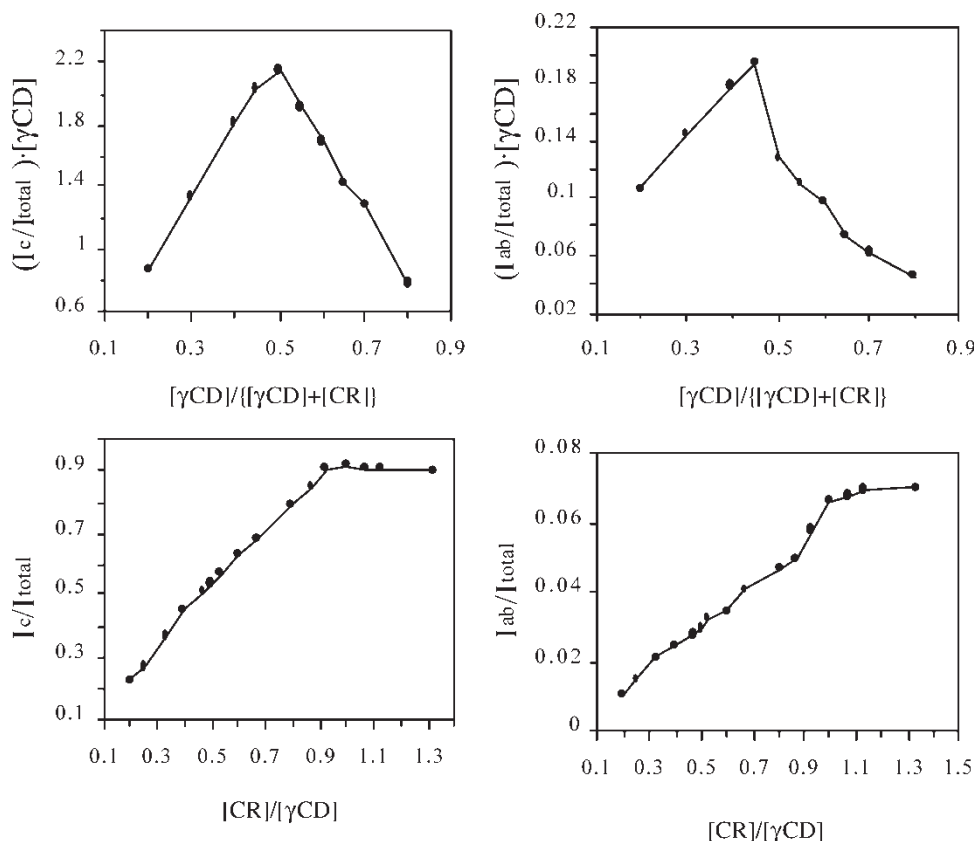 (Ic/Itotal)·[γCD]
2.2
1.8
1.4
1
0.6
0.1 0.3 0.5 0.7 0.9
[γCD]/{[γCD]+[CR]}
(Iab/Itotal)·[γCD]
0.22
0.18
0.14
0.1
0.06
0.02
0.1 0.3 0.5 0.7 0.9
[γCD]/{[γCD]+[CR]}
Ic/Itotal
0.9
0.7
0.5
0.3
0.1
0.1 0.3 0.5 0.7 0.9 1.1 1.3
[CR]/[γCD]
Iab/Itotal
0.08
0.06
0.04
0.02
0
0.1 0.3 0.5 0.7 0.9 1.1 1.3 1.5
[CR]/[γCD]